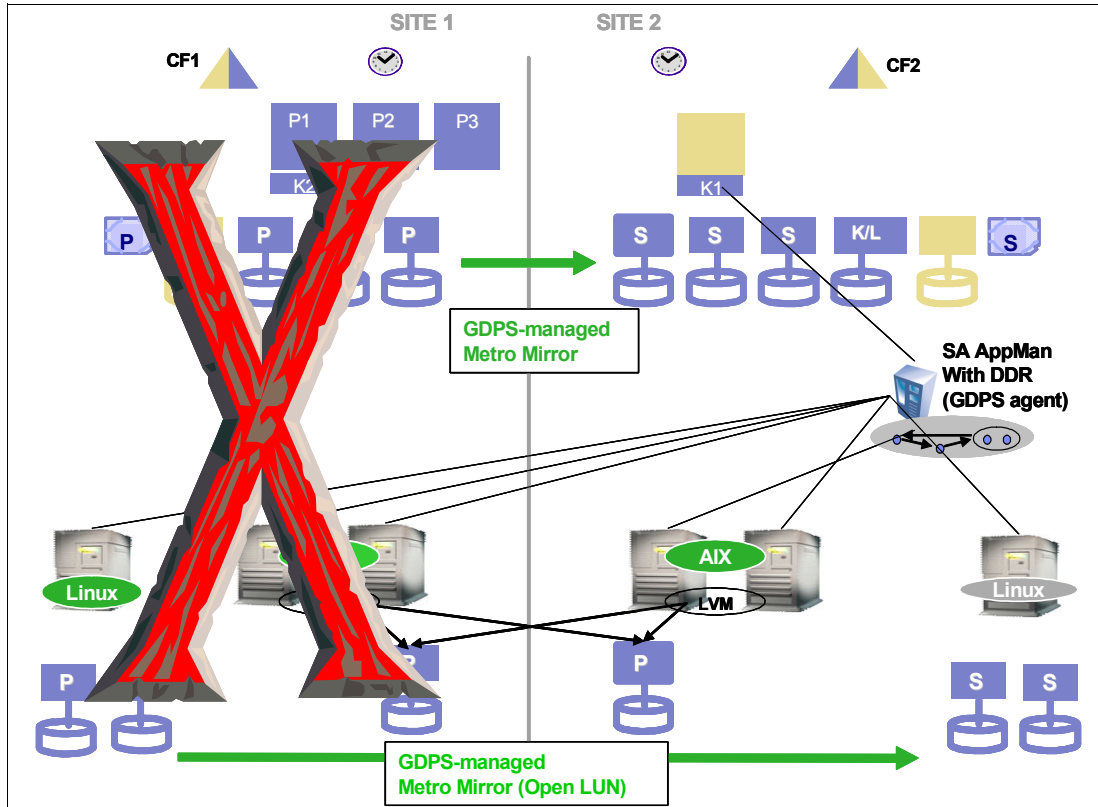 SITE 1
SITE 2
CF1
CF2
P1
P2
P3
K2
K1
P
P
P
S
S
S
K/L
S
GDPS-managed
Metro Mirror
SA AppMan
With DDR
(GDPS agent)
Linux
AIX
Linux
LVM
P
P
P
S
S
GDPS-managed
Metro Mirror (Open LUN)